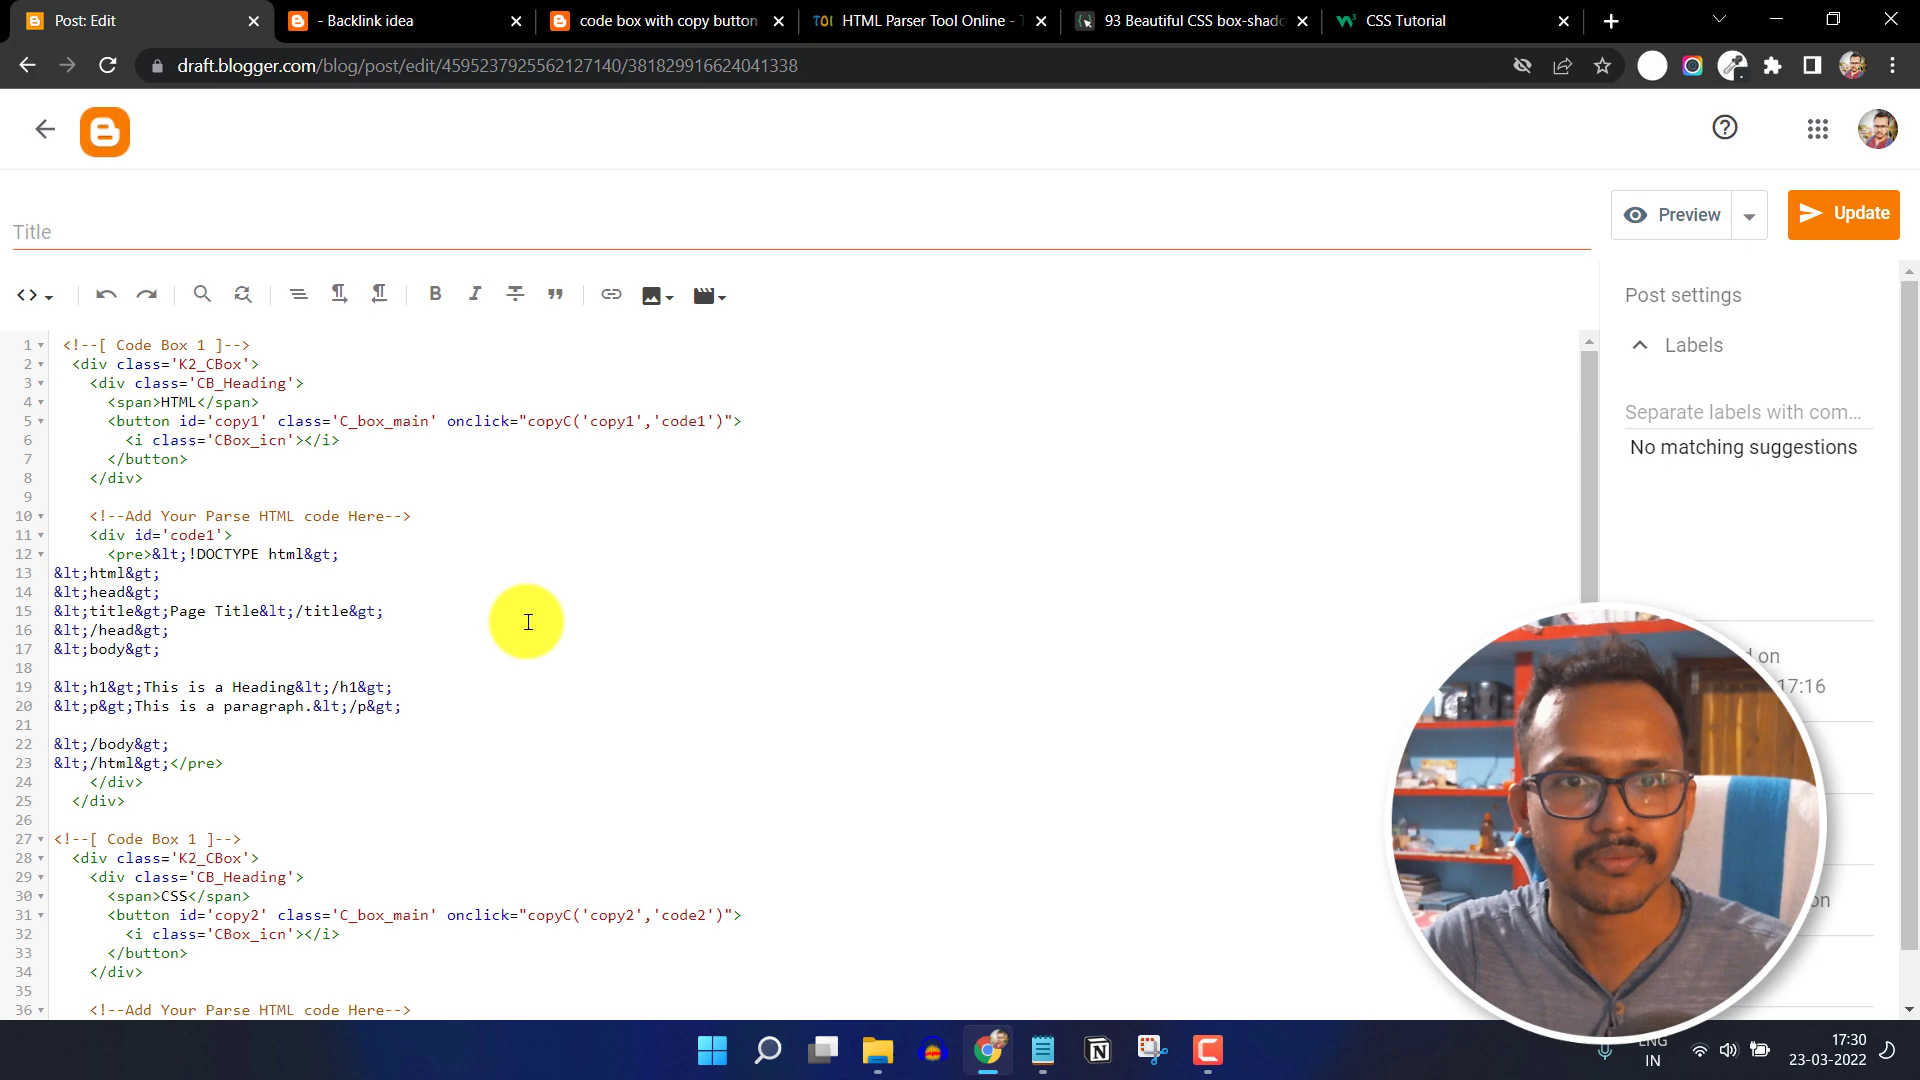 Post: Edit
- Backlink idea
code box with copy button
TOI HTML Parser Tool Online -
93 Beautiful CSS box-shado
CSS Tutorial
draft.blogger.com/blog/post/edit/4595237925562127140/381829916624041338
Title
Preview
Update
Post settings
Labels
Separate labels with com...
No matching suggestions
1 <!--[ Code Box 1 ]-->
2 <div class='K2_CBox'>
3 <div class='CB_Heading'>
4 <span>HTML</span>
5 <button id='copy1' class='C_box_main' onclick="copyC('copy1','code1')">
6 <i class='CBox_icn'></i>
7 </button>
8 </div>
9
10 <!--Add Your Parse HTML code Here-->
11 <div id='code1'>
12 <pre>&lt;!DOCTYPE html&gt;
13 &lt;html&gt;
14 &lt;head&gt;
15 &lt;title&gt;Page Title&lt;/title&gt;
16 &lt;/head&gt;
17 &lt;body&gt;
18
19 &lt;h1&gt;This is a Heading&lt;/h1&gt;
20 &lt;p&gt;This is a paragraph.&lt;/p&gt;
21
22 &lt;/body&gt;
23 &lt;/html&gt;</pre>
24 </div>
25 </div>
26
27 <!--[ Code Box 1 ]-->
28 <div class='K2_CBox'>
29 <div class='CB_Heading'>
30 <span>CSS</span>
31 <button id='copy2' class='C_box_main' onclick="copyC('copy2','code2')">
32 <i class='CBox_icn'></i>
33 </button>
34 </div>
35
36 <!--Add Your Parse HTML code Here-->
on
17:16
on
ENG
IN
17:30
23-03-2022